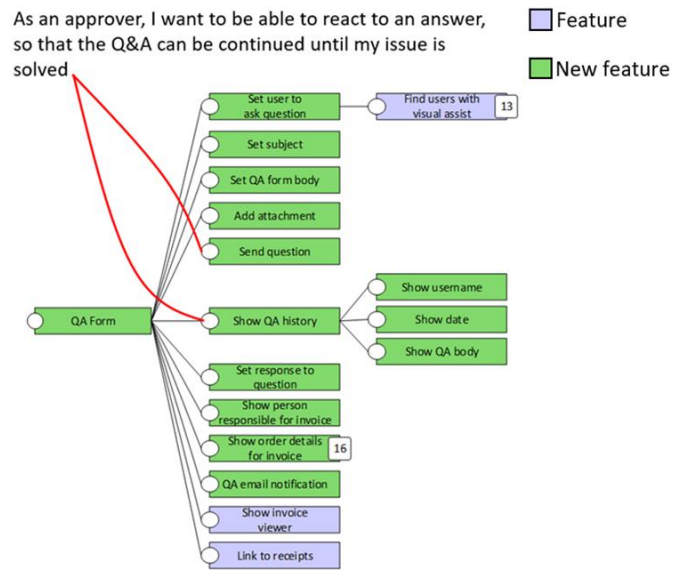 As an approver, I want to be able to react to an answer,
so that the Q&A can be continued until my issue is
solved
Feature
New feature
Set user to
ask question
Find users with
visual assist
13
Set subject
Set QA form body
Add attachment
Send question
QA Form
Show QA history
Show username
Show date
Show QA body
Set response to
question
Show person
responsible for invoice
Show order details
for invoice
16
QA email notification
Show invoice
viewer
Link to receipts